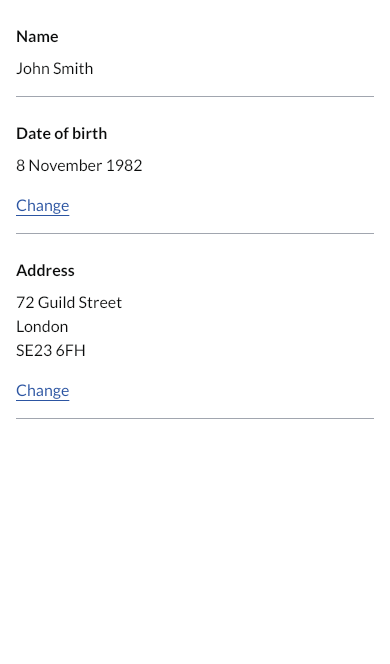 Name
John Smith
Date of birth
8 November 1982
Change
Address
72 Guild Street
London
SE23 6FH
Change